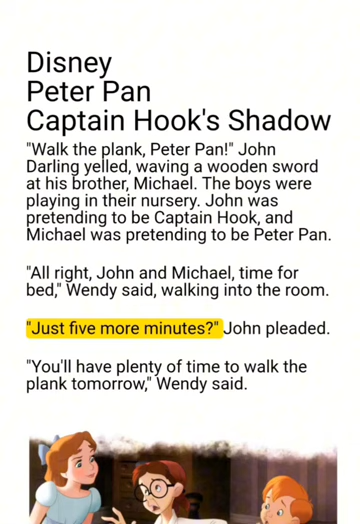 Disney
Peter Pan
Captain Hook's Shadow
"Walk the plank, Peter Pan!" John
Darling yelled, waving a wooden sword
at his brother, Michael. The boys were
playing in their nursery. John was
pretending to be Captain Hook, and
Michael was pretending to be Peter Pan.
"All right, John and Michael, time for
bed," Wendy said, walking into the room.
"Just five more minutes?" John pleaded.
"You'll have plenty of time to walk the
plank tomorrow," Wendy said.